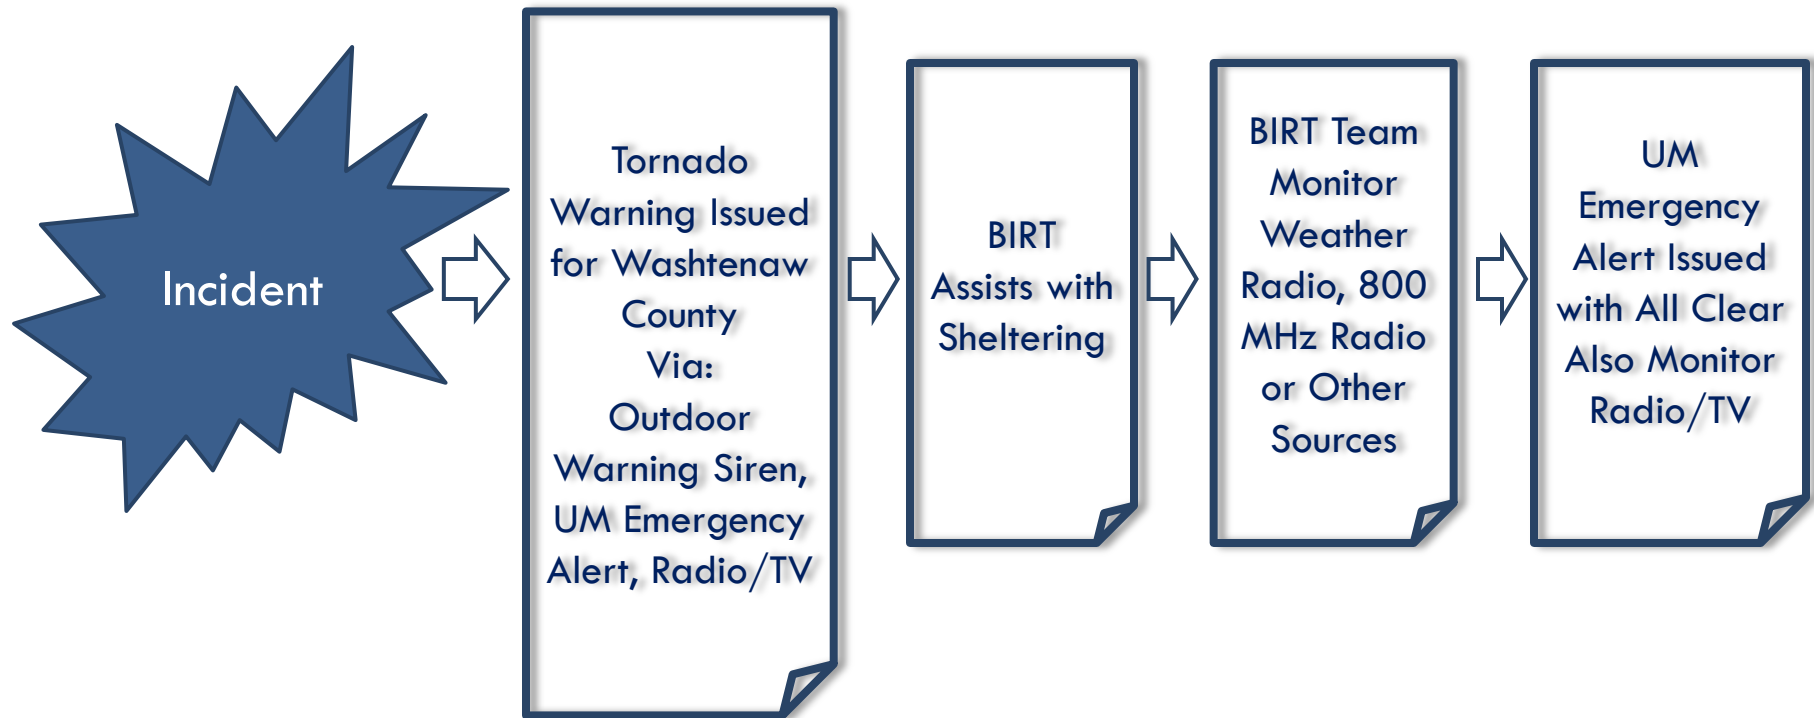 Incident
Tornado
Warning Issued
for Washtenaw
County
Via:
Outdoor
Warning Siren,
UM Emergency
Alert, Radio/TV
BIRT
Assists with
Sheltering
BIRT Team
Monitor
Weather
Radio, 800
MHz Radio
or Other
Sources
UM
Emergency
Alert Issued
with All Clear
Also Monitor
Radio/TV